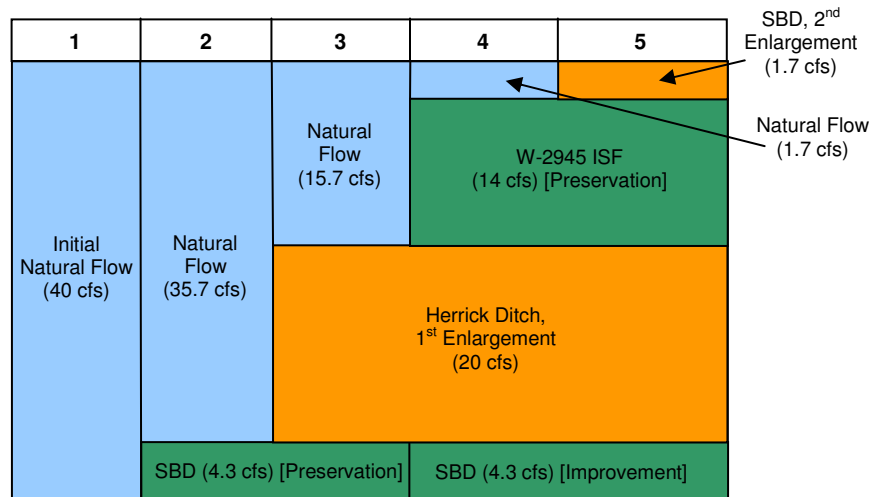 1
2
3
4
5
SBD, 2nd
Enlargement
(1.7 cfs)
Natural
Flow
(15.7 cfs)
Natural Flow
(1.7 cfs)
W-2945 ISF
(14 cfs) [Preservation]
Initial
Natural Flow
(40 cfs)
Natural
Flow
(35.7 cfs)
Herrick Ditch,
1st Enlargement
(20 cfs)
SBD (4.3 cfs) [Preservation]
SBD (4.3 cfs) [Improvement]